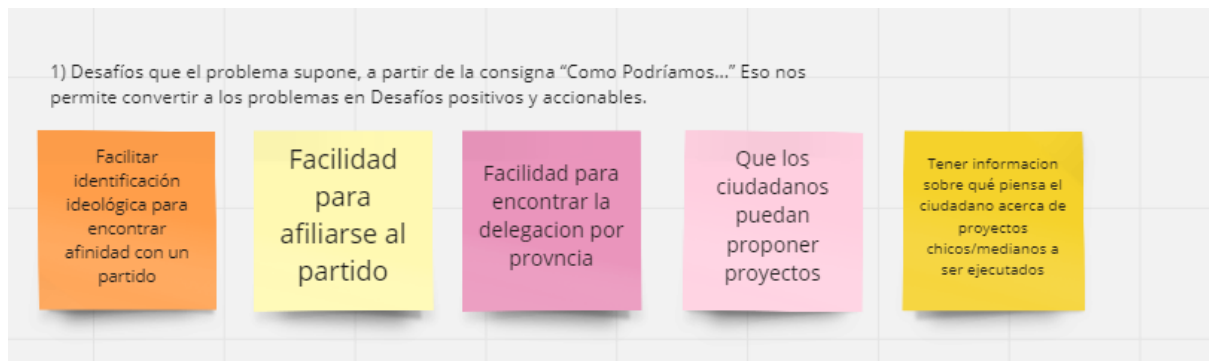 1) Desafíos que el problema supone, a partir de la consigna “Como Podríamos...” Eso nos
permite convertir a los problemas en Desafíos positivos y accionables.
Facilitar
identificación
ideológica para
encontrar
afinidad con un
partido
Facilidad
para
afiliarse al
partido
Facilidad para
encontrar la
delegacion por
provncia
Que los
ciudadanos
puedan
proponer
proyectos
Tener informacion
sobre qué piensa el
ciudadano acerca de
proyectos
chicos/medianos a
ser ejecutados